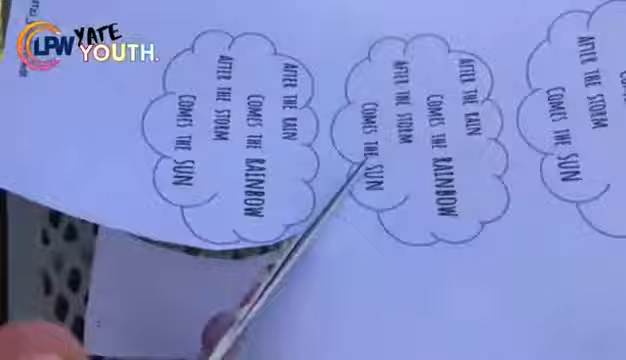 LPW YATE
YOUTH.
AFTER THE RAIN
COMES THE RAINBOW
AFTER THE STORM
COMES THE SUN
AFTER THE RAIN
COMES THE RAINBOW
AFTER THE STORM
COMES THE SUN
AFTER THE STORM
COMES THE SUN